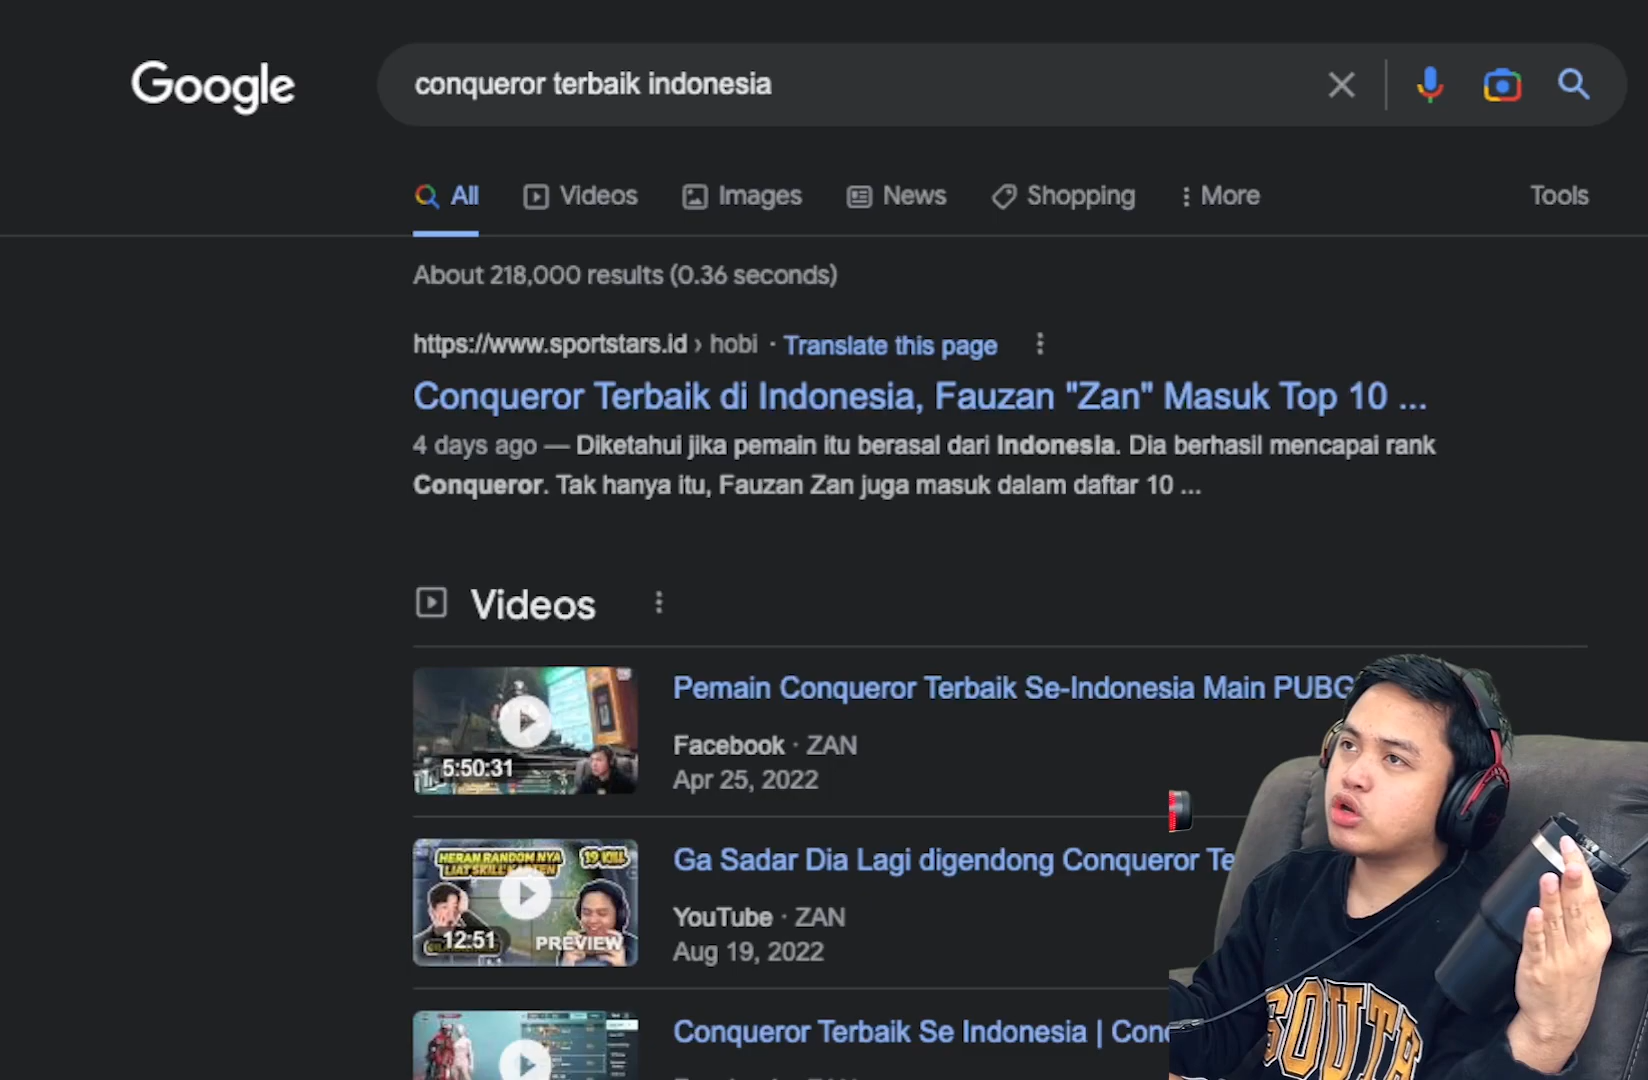 Google
conqueror terbaik indonesia
All Videos Images News Shopping More Tools
About 218,000 results (0.36 seconds)
https://www.sportstars.id › hobi · Translate this page
Conqueror Terbaik di Indonesia, Fauzan "Zan" Masuk Top 10 ...
4 days ago — Diketahui jika pemain itu berasal dari Indonesia. Dia berhasil mencapai rank
Conqueror. Tak hanya itu, Fauzan Zan juga masuk dalam daftar 10 ...
Videos
Pemain Conqueror Terbaik Se-Indonesia Main PUBG
5:50:31
Facebook · ZAN
Apr 25, 2022
HERAN RANDOM NYA
LIAT SKILL KAPTEN
19 KILL
12:51
PREVIEW
Ga Sadar Dia Lagi digendong Conqueror Te
YouTube · ZAN
Aug 19, 2022
Conqueror Terbaik Se Indonesia | Conq
SOUTH